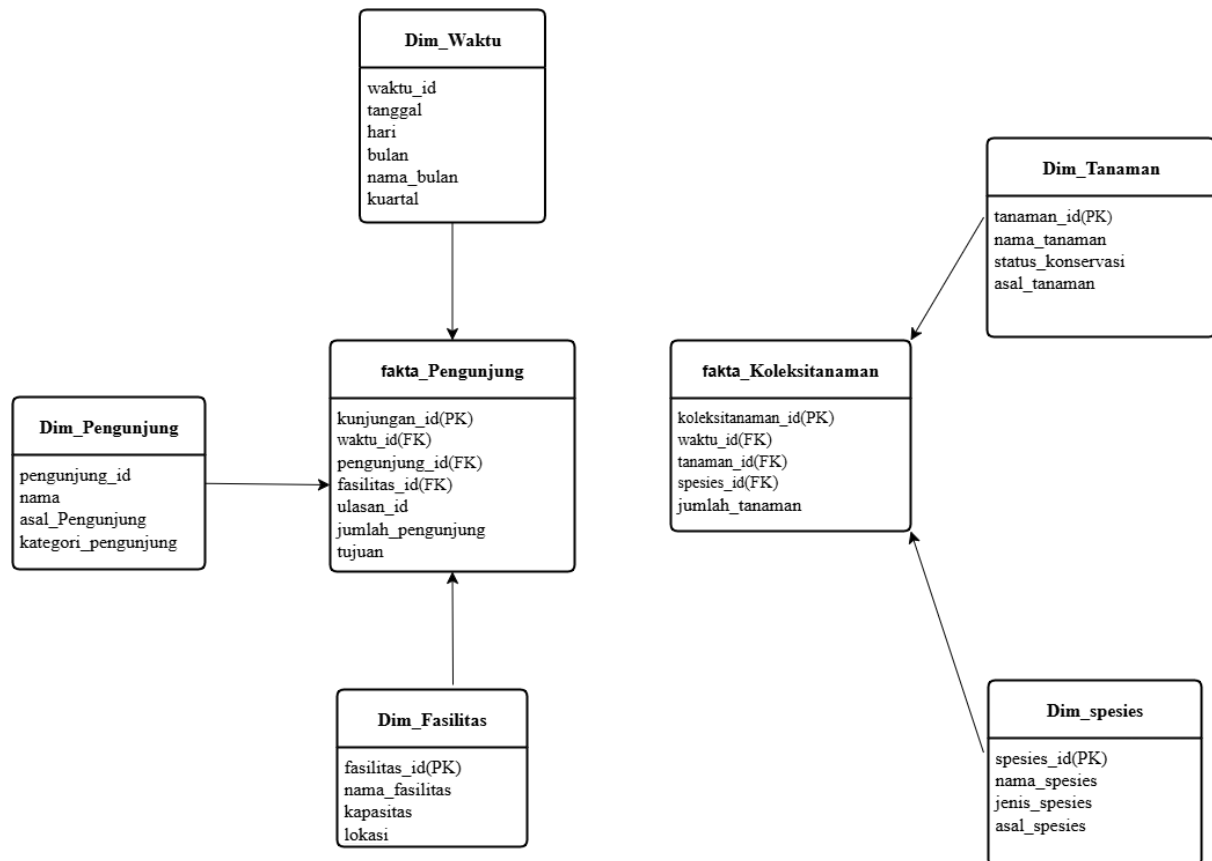 Dim_Waktu
waktu_id
tanggal
hari
bulan
nama_bulan
kuartal
Dim_Tanaman
tanaman_id(PK)
nama_tanaman
status_konservasi
asal_tanaman
fakta_Pengunjung
kunjungan_id(PK)
waktu_id(FK)
pengunjung_id(FK)
fasilitas_id(FK)
ulasan_id
jumlah_pengunjung
tujuan
fakta_Koleksitanaman
koleksitanaman_id(PK)
waktu_id(FK)
tanaman_id(FK)
spesies_id(FK)
jumlah_tanaman
Dim_Pengunjung
pengunjung_id
nama
asal_Pengunjung
kategori_pengunjung
Dim_Fasilitas
fasilitas_id(PK)
nama_fasilitas
kapasitas
lokasi
Dim_spesies
spesies_id(PK)
nama_spesies
jenis_spesies
asal_spesies